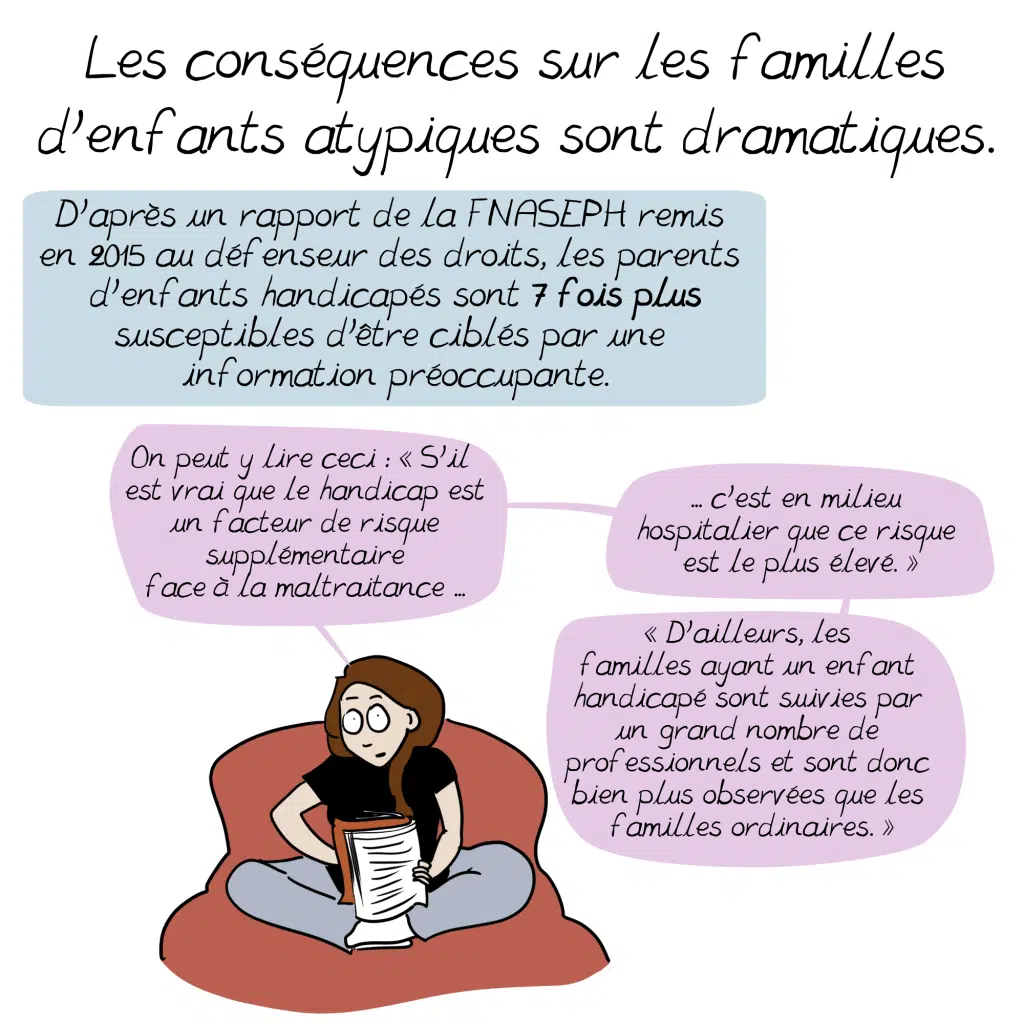 Les conséquences sur les familles
d'enfants atypiques sont dramatiques.
D'après un rapport de la FNASEPH remis
en 2015 au défenseur des droits, les parents
d'enfants handicapés sont 7 fois plus
susceptibles d'être ciblés par une
information préoccupante.
On peut y lire ceci : « S'il
est vrai que le handicap est
un facteur de risque
supplémentaire
face à la maltraitance ...
... c'est en milieu
hospitalier que ce risque
est le plus élevé. »
« D'ailleurs, les
familles ayant un enfant
handicapé sont suivies par
un grand nombre de
professionnels et sont donc
bien plus observées que les
familles ordinaires. »